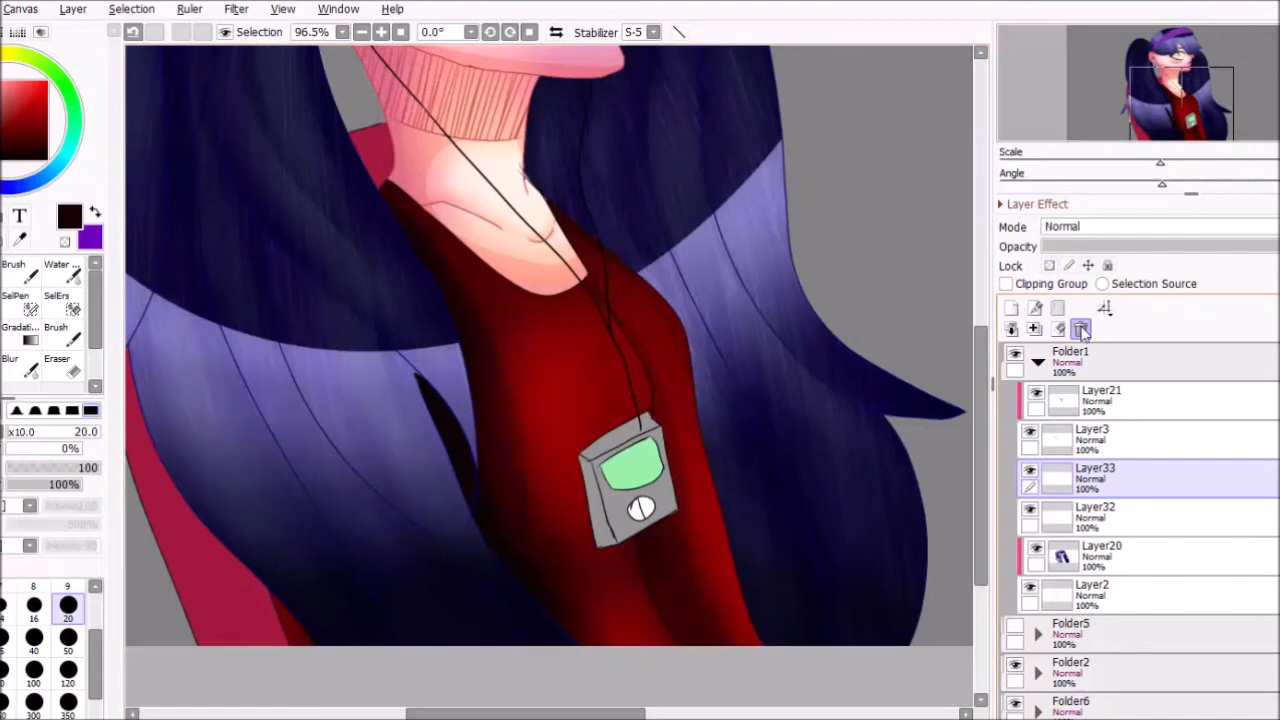 Canvas Layer Selection Ruler Filter View Window Help
Selection 96.5% 0.0° Stabilizer S-5
Scale
Angle
Layer Effect
Mode Normal
Opacity
Lock
Clipping Group Selection Source
T
Brush Water ...
SelPen SelErs
Gradati... Brush
Blur Eraser
x10.0 20.0
0%
100
100%
8 9
16 20
40 50
100 120
300 350
Folder1
Normal
100%
Layer21
Normal
100%
Layer3
Normal
100%
Layer33
Normal
100%
Layer32
Normal
100%
Layer20
Normal
100%
Layer2
Normal
100%
Folder5
Normal
100%
Folder2
Normal
100%
Folder6
Normal